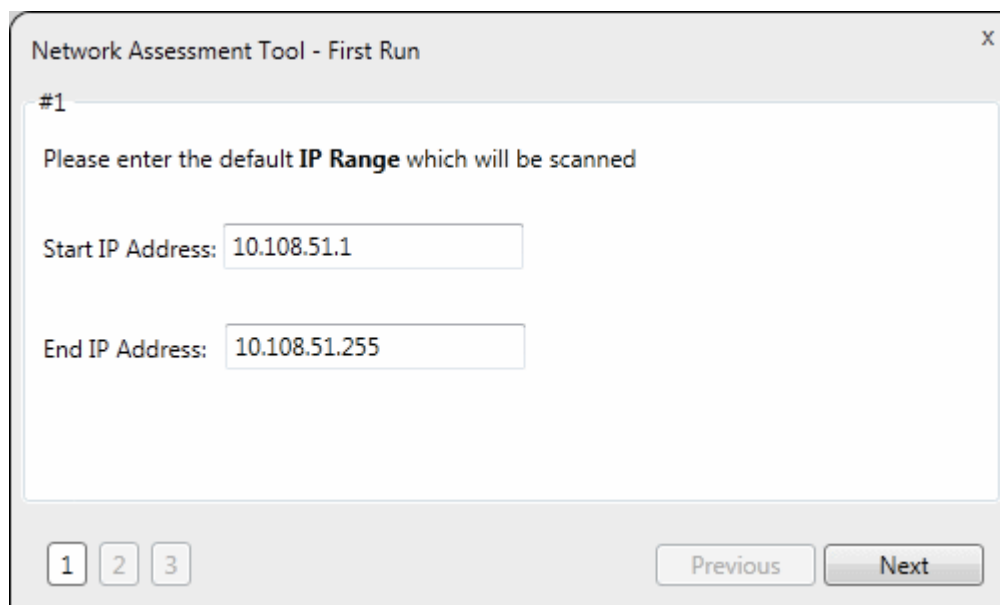 Network Assessment Tool - First Run
x
#1
Please enter the default IP Range which will be scanned
Start IP Address: 10.108.51.1
End IP Address: 10.108.51.255
1 2 3 Previous Next